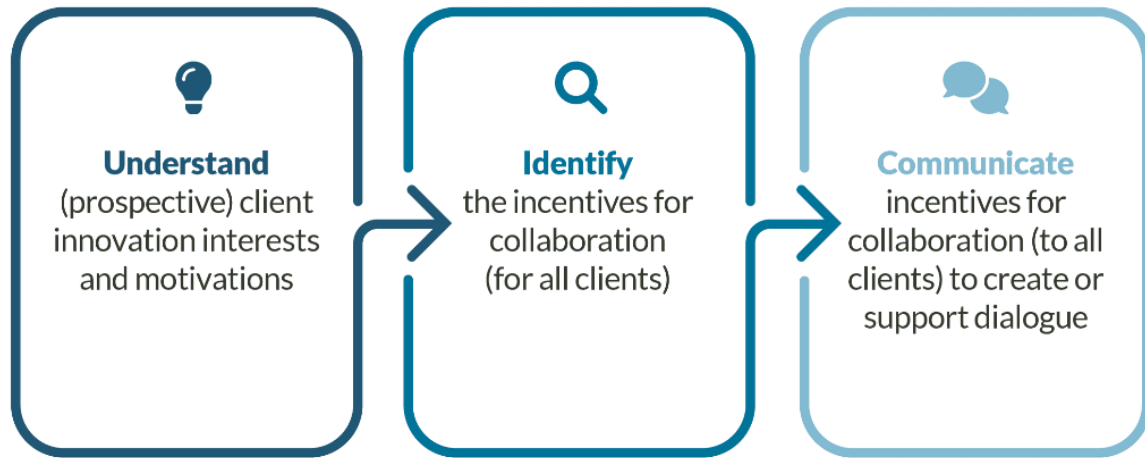 Understand
(prospective) client
innovation interests
and motivations
Identify
the incentives for
collaboration
(for all clients)
Communicate
incentives for
collaboration (to all
clients) to create or
support dialogue